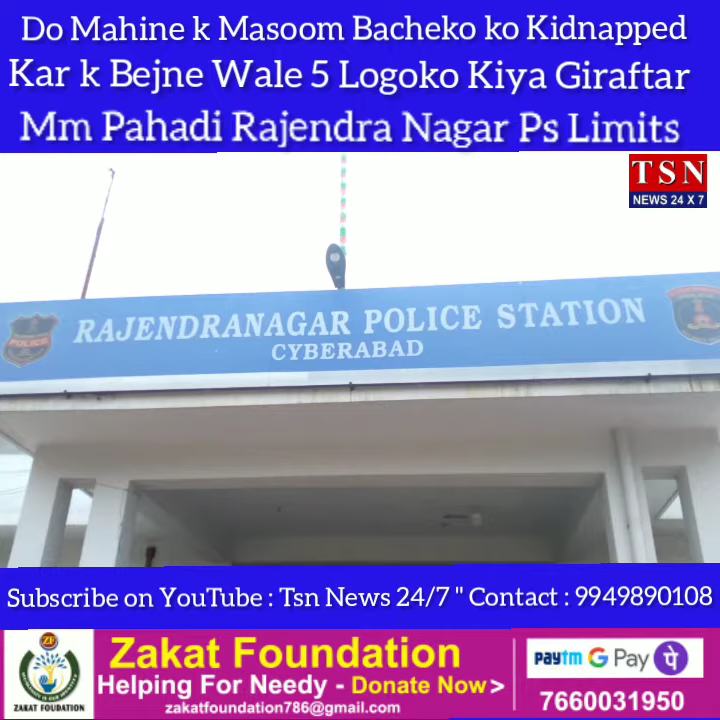 Do Mahine k Masoom Bacheko ko Kidnapped
Kar k Bejne Wale 5 Logoko Kiya Giraftar
Mm Pahadi Rajendra Nagar Ps Limits
TSN
NEWS 24 X 7
POLICE
RAJENDRANAGAR POLICE STATION
CYBERABAD
Subscribe on YouTube : Tsn News 24/7 " Contact : 9949890108
ZF
ZAKAT FOUDATION
Zakat Foundation
Helping For Needy - Donate Now >
zakatfoundation786@gmail.com
paytm G Pay पे
7660031950